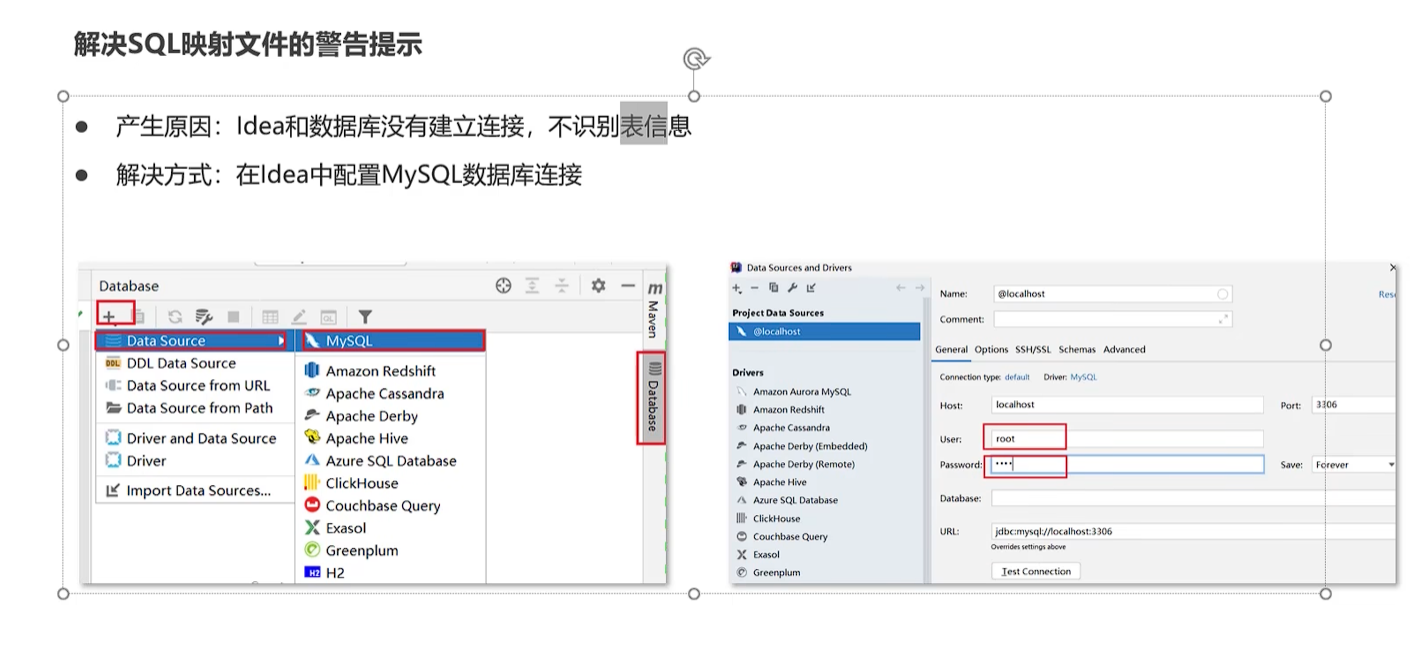 解决SQL映射文件的警告提示
产生原因：Idea和数据库没有建立连接，不识别表信息
解决方式：在Idea中配置MySQL数据库连接
Database
Data Source
DDL Data Source
Data Source from URL
Data Source from Path
Driver and Data Source
Driver
Import Data Sources...
MySQL
Amazon Redshift
Apache Cassandra
Apache Derby
Apache Hive
Azure SQL Database
ClickHouse
Couchbase Query
Exasol
Greenplum
H2
Maven
Database
Data Sources and Drivers
Project Data Sources
@localhost
Drivers
Amazon Aurora MySQL
Amazon Redshift
Apache Cassandra
Apache Derby (Embedded)
Apache Derby (Remote)
Apache Hive
Azure SQL Database
ClickHouse
Couchbase Query
Exasol
Greenplum
Name: @localhost
Comment:
General Options SSH/SSL Schemas Advanced
Connection type: default Driver: MySQL
Host: localhost Port: 3306
User: root
Password: •••• Save: Forever
Database:
URL: jdbc:mysql://localhost:3306
Overrides settings above
Test Connection